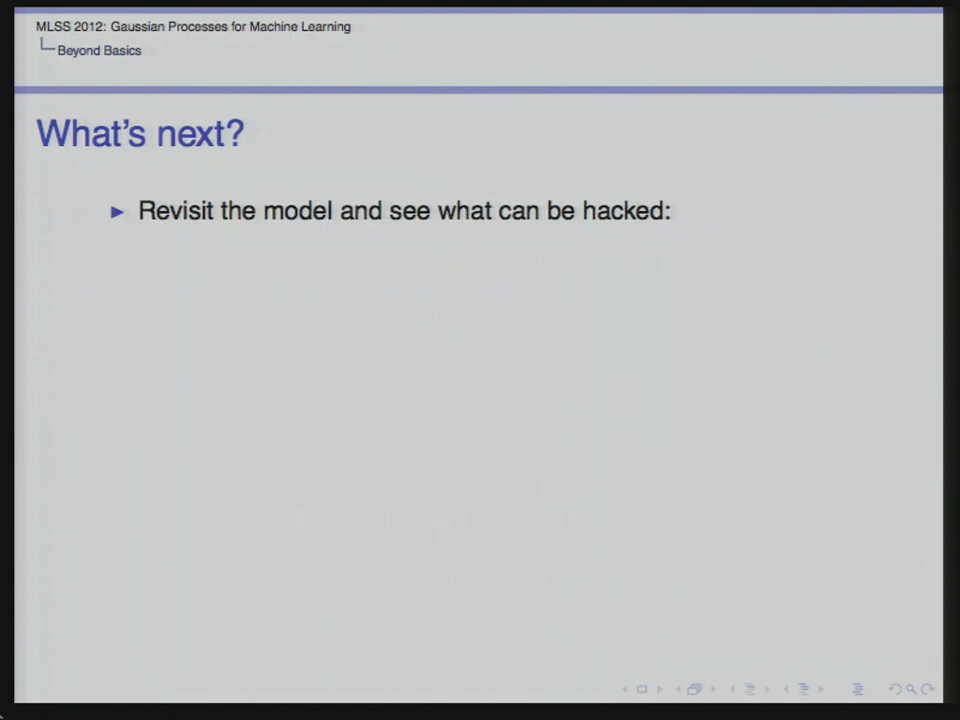 MLSS 2012: Gaussian Processes for Machine Learning
Beyond Basics
What's next?
Revisit the model and see what can be hacked: